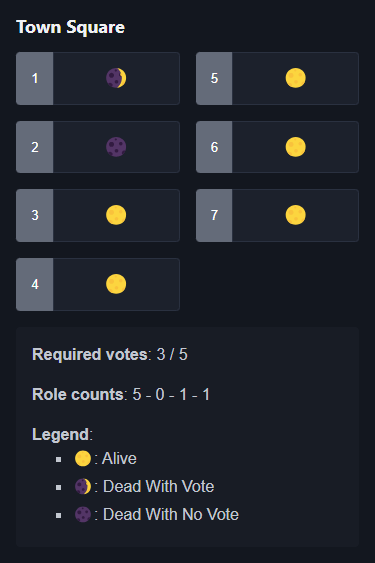 Town Square
1
5
2
6
3
7
4
Required votes: 3 / 5
Role counts: 5 - 0 - 1 - 1
Legend:
: Alive
: Dead With Vote
: Dead With No Vote